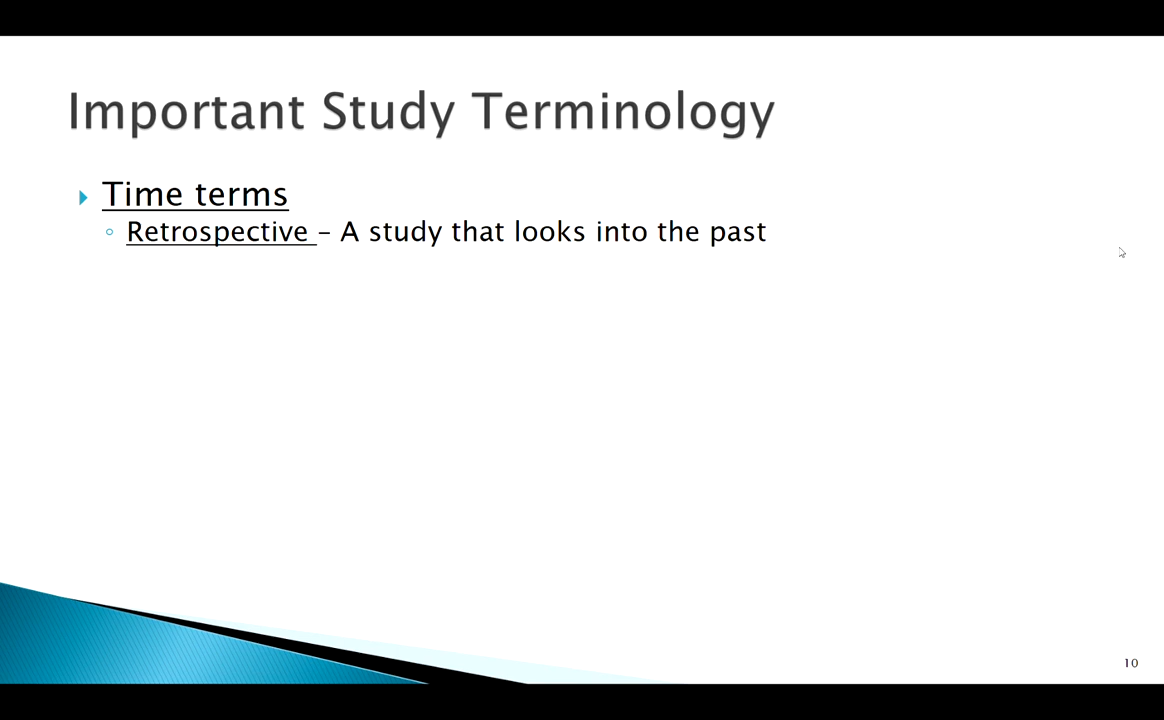 Important Study Terminology
Time terms
Retrospective – A study that looks into the past
10